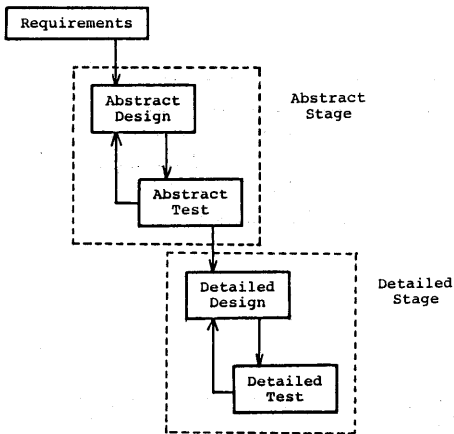 Requirements
Abstract
Design
Abstract
Stage
Abstract
Test
Detailed
Design
Detailed
Stage
Detailed
Test